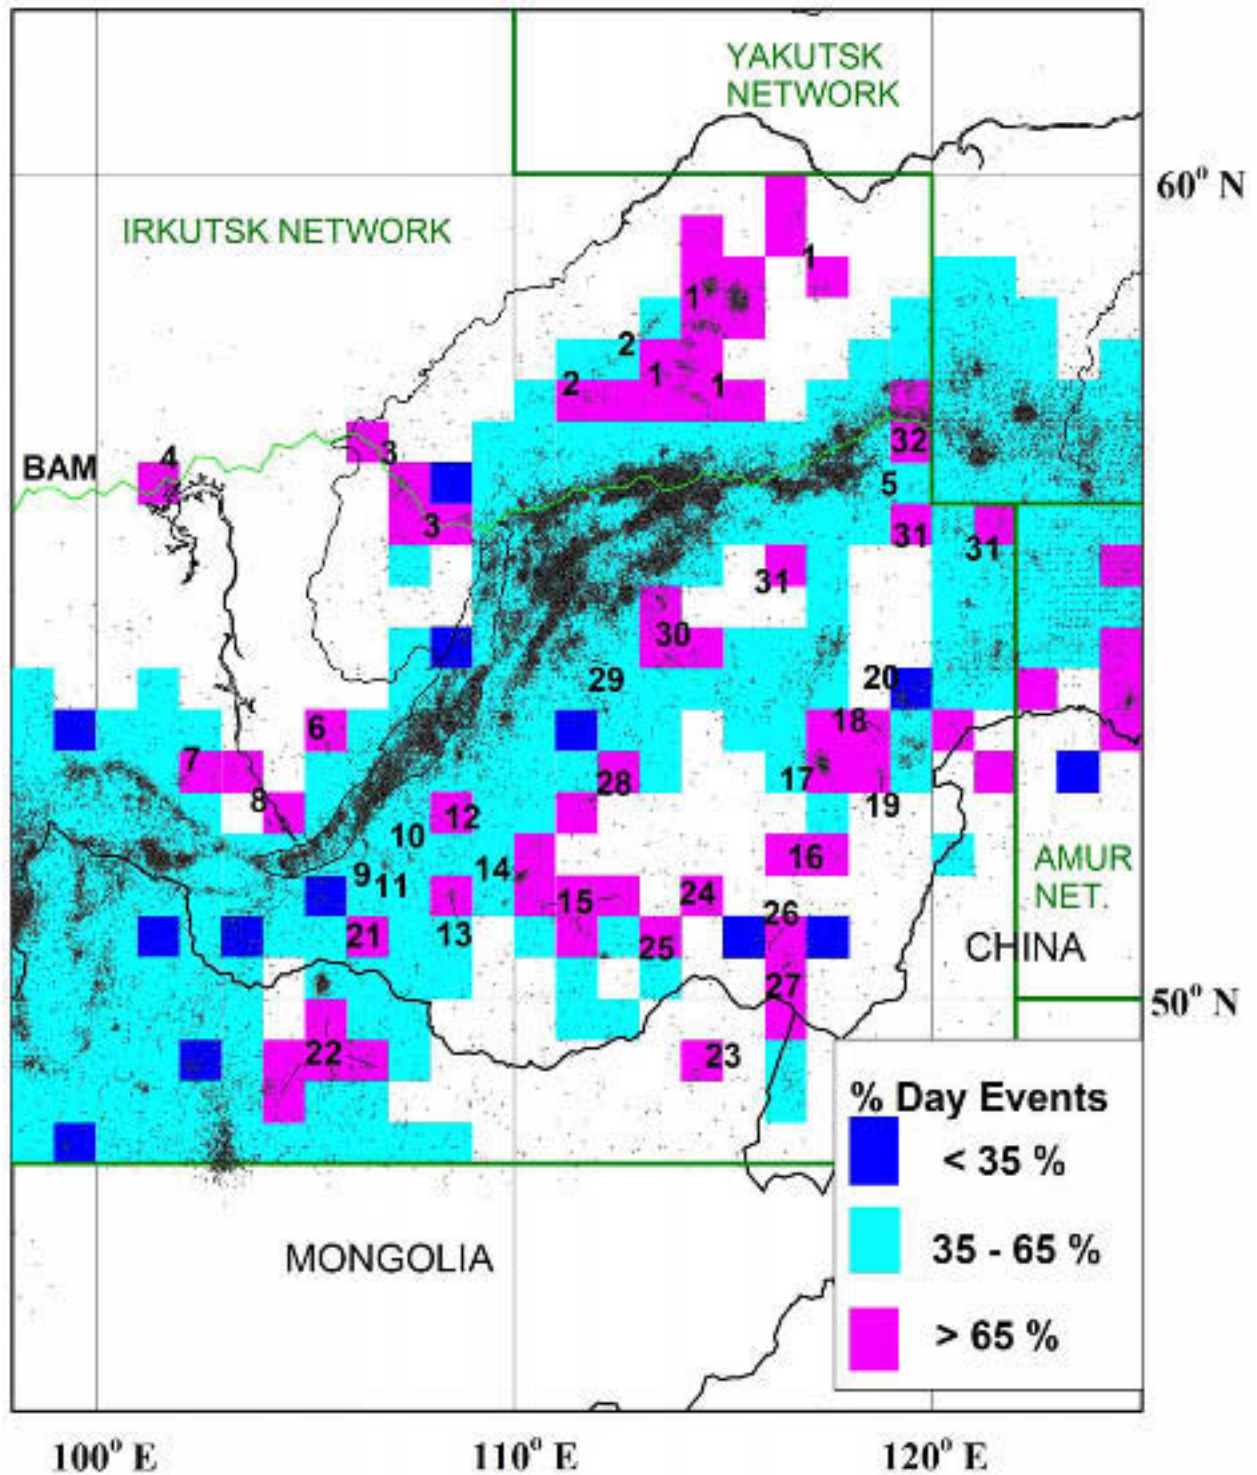 YAKUTSK
NETWORK
60° N
IRKUTSK NETWORK
1
1
2
1
1
2
32
3
4
BAM
5
3
31
31
31
30
29
20
18
6
7
28
17
8
19
12
10
16
14
9
11
AMUR
NET.
15
24
26
13
21
25
CHINA
27
50° N
22
23
% Day Events
< 35 %
35 - 65 %
> 65 %
MONGOLIA
100° E
110° E
120° E